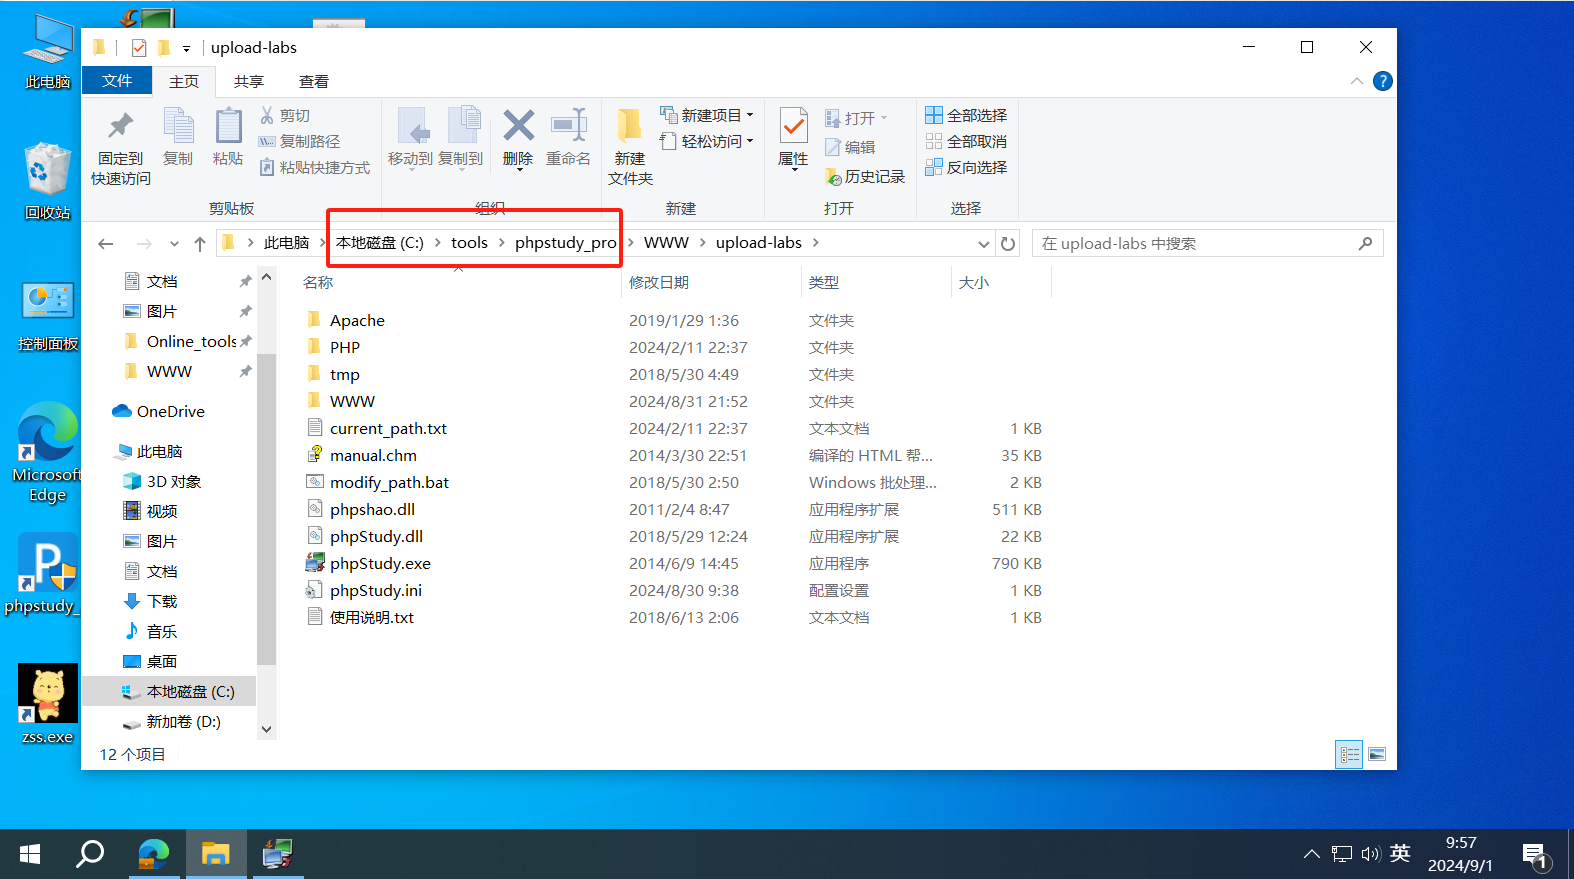 upload-labs
文件 主页 共享 查看
固定到
快速访问
复制
粘贴
剪切
复制路径
粘贴快捷方式
剪贴板
移动到
复制到
删除
重命名
组织
新建
文件夹
新建项目
轻松访问
新建
属性
打开
编辑
历史记录
打开
全部选择
全部取消
反向选择
选择
此电脑 本地磁盘 (C:) tools phpstudy_pro WWW upload-labs
在 upload-labs 中搜索
名称 修改日期 类型 大小
Apache 2019/1/29 1:36 文件夹
PHP 2024/2/11 22:37 文件夹
tmp 2018/5/30 4:49 文件夹
WWW 2024/8/31 21:52 文件夹
current_path.txt 2024/2/11 22:37 文本文档 1 KB
manual.chm 2014/3/30 22:51 编译的 HTML 帮... 35 KB
modify_path.bat 2018/5/30 2:50 Windows 批处理... 2 KB
phpshao.dll 2011/2/4 8:47 应用程序扩展 511 KB
phpStudy.dll 2018/5/29 12:24 应用程序扩展 22 KB
phpStudy.exe 2014/6/9 14:45 应用程序 790 KB
phpStudy.ini 2024/8/30 9:38 配置设置 1 KB
使用说明.txt 2018/6/13 2:06 文本文档 1 KB
文档
图片
Online_tools
WWW
OneDrive
此电脑
3D 对象
视频
图片
文档
下载
音乐
桌面
本地磁盘 (C:)
新加卷 (D:)
12 个项目
此电脑
回收站
控制面板
Microsoft
Edge
phpstudy_
zss.exe
英
9:57
2024/9/1
1